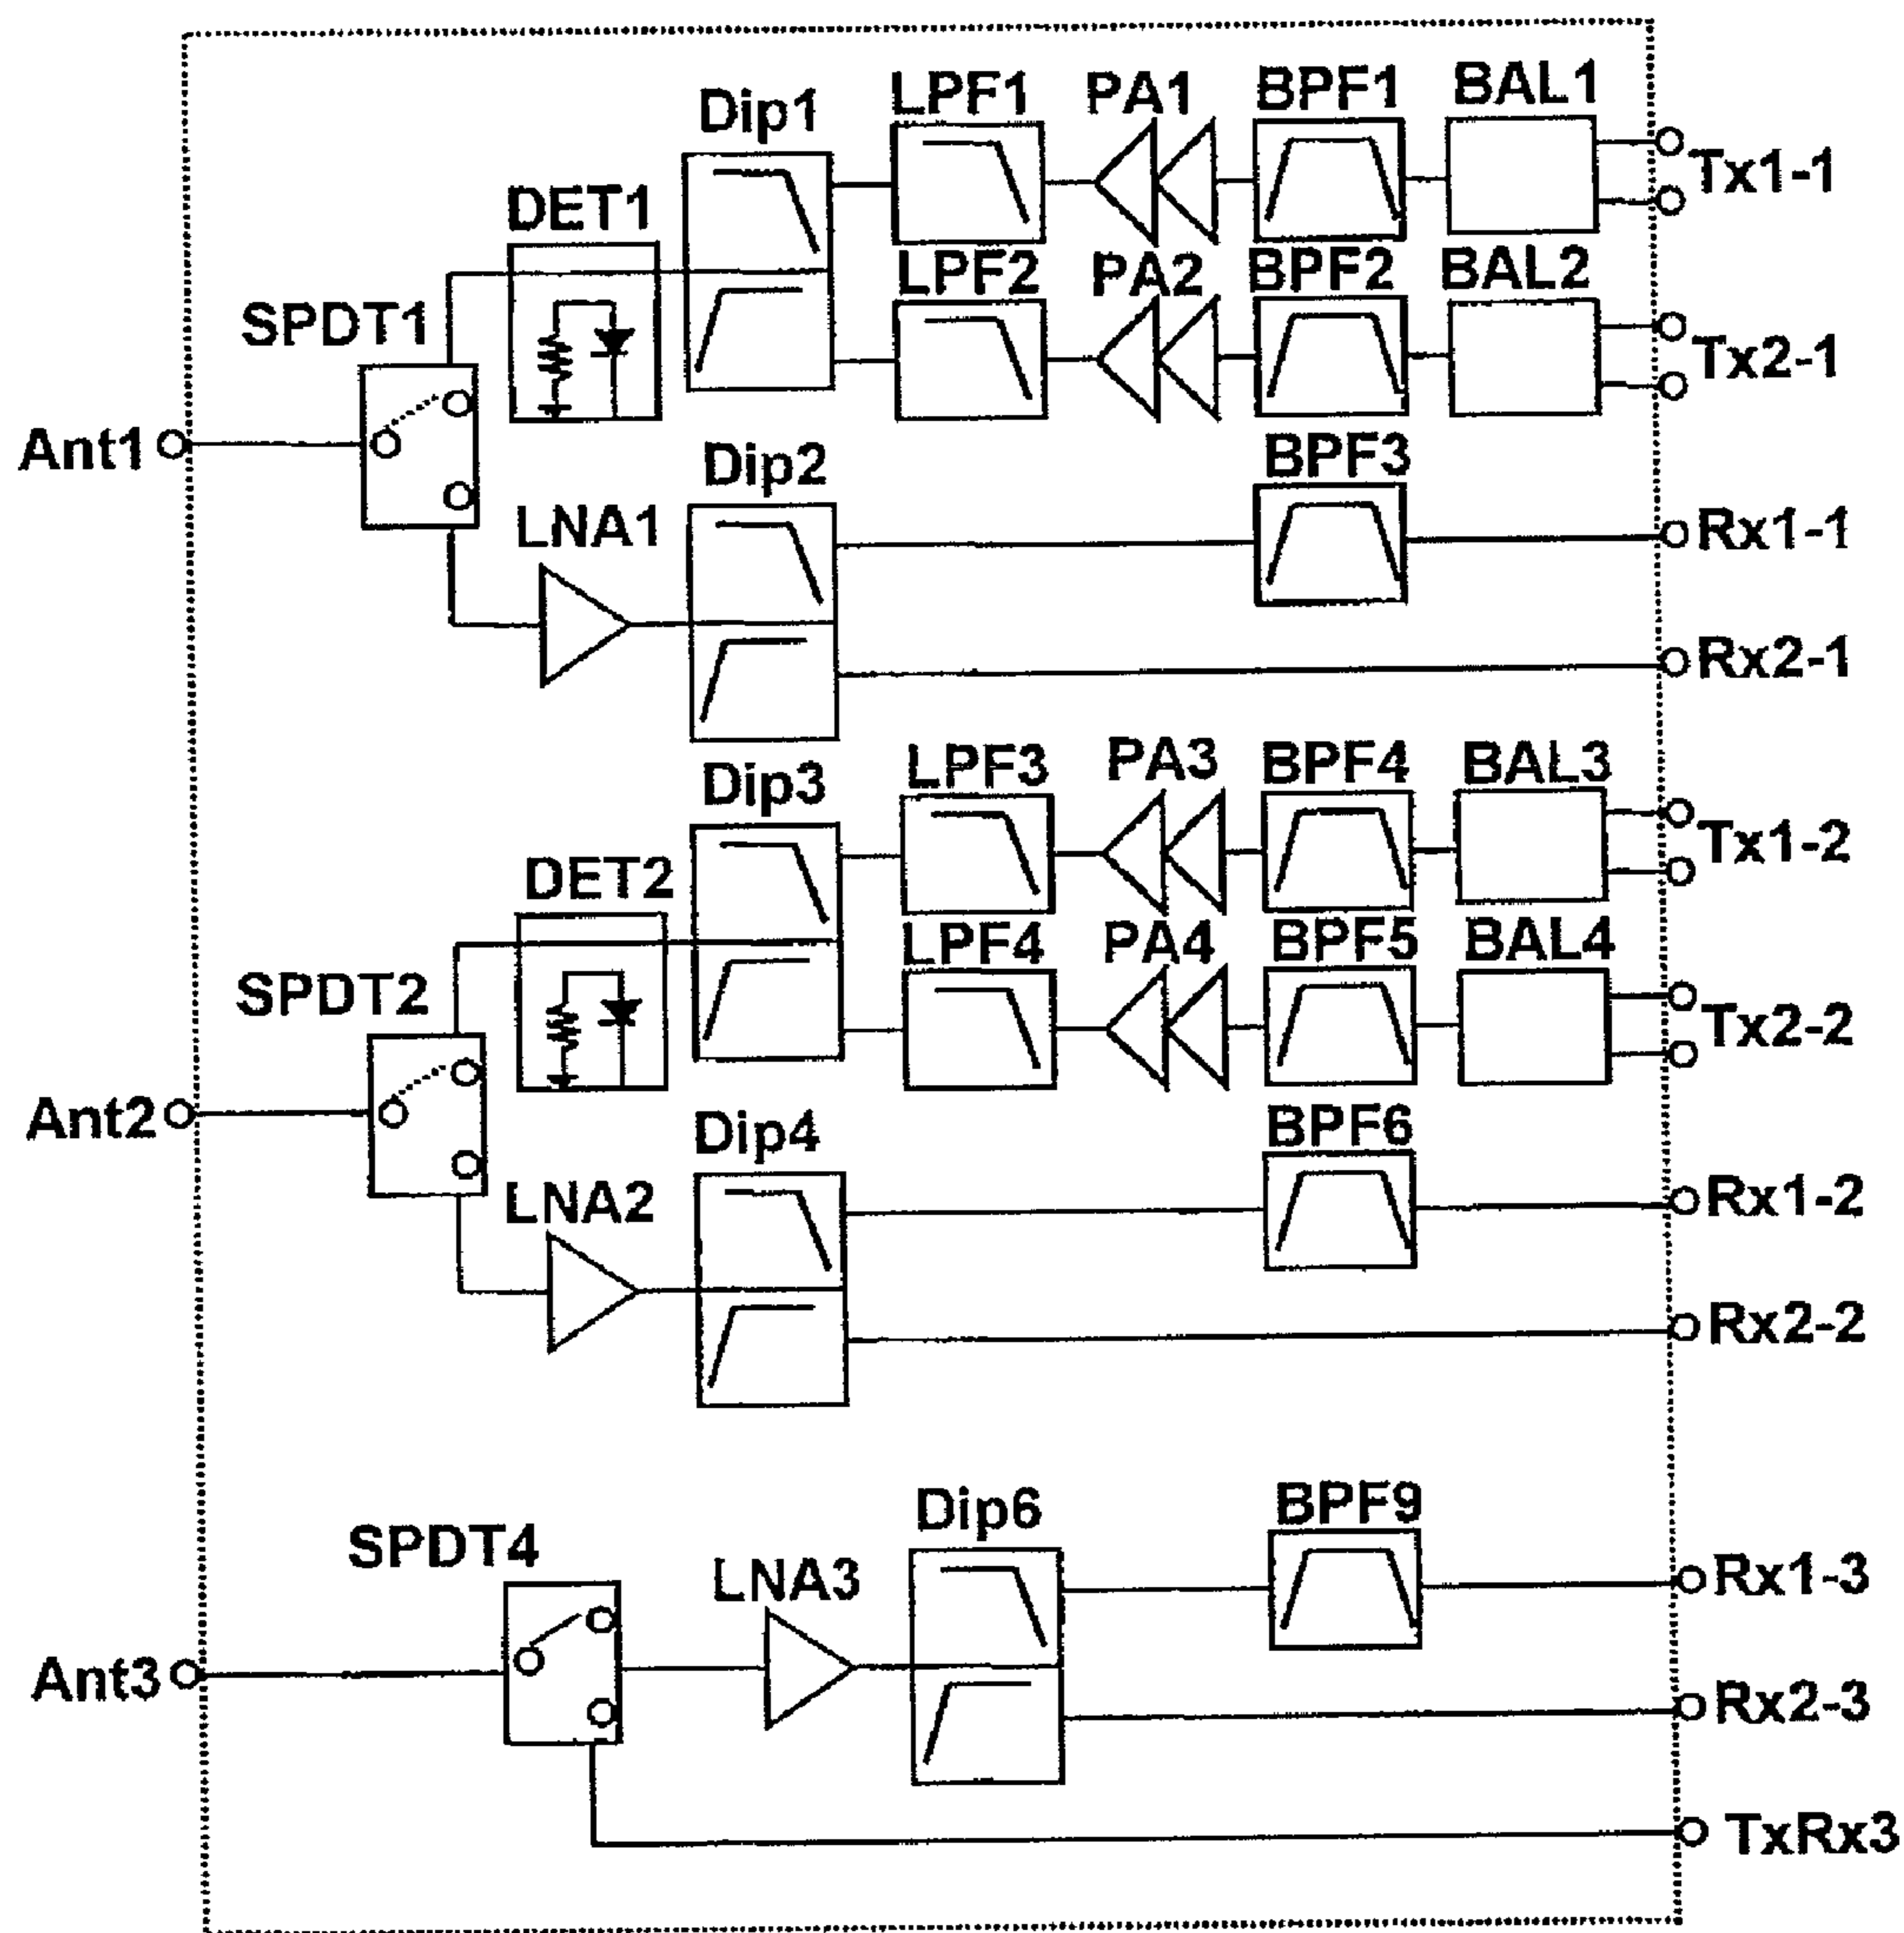 Dip1
LPF1
PA1
BPF1
BAL1
Tx1-1
DET1
LPF2
PA2
BPF2
BAL2
Tx2-1
SPDT1
Ant1
Dip2
BPF3
LNA1
Rx1-1
Rx2-1
Dip3
LPF3
PA3
BPF4
BAL3
Tx1-2
DET2
LPF4
PA4
BPF5
BAL4
Tx2-2
SPDT2
Ant2
Dip4
BPF6
LNA2
Rx1-2
Rx2-2
Dip6
BPF9
SPDT4
LNA3
Rx1-3
Ant3
Rx2-3
TxRx3